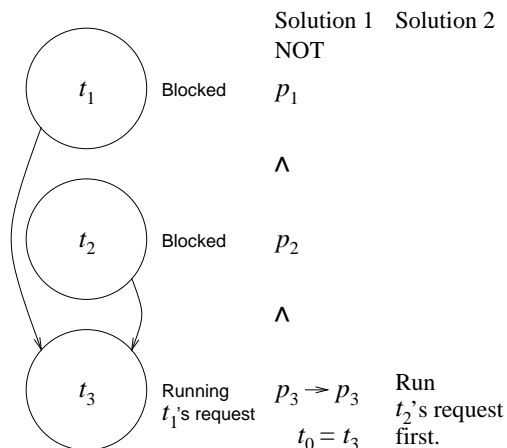 Solution 1 Solution 2
NOT
t1 Blocked p1
∧
t2 Blocked p2
∧
t3 Running p3 → p3 Run
t1's request t2's request
t0 = t3 first.